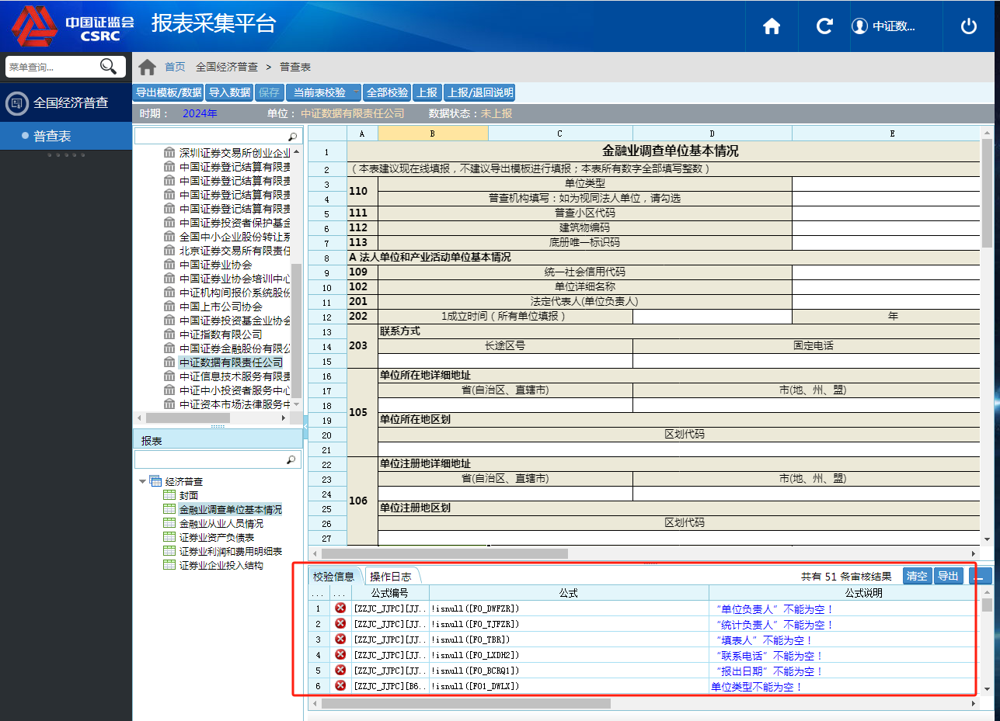 中国证监会
CSRC
报表采集平台
中证数...
菜单查询...
首页 全国经济普查 > 普查表
全国经济普查
普查表
导出模板/数据 导入数据 保存 当前表校验 全部校验 上报 上报/退回说明
时期： 2024年 单位： 中证数据有限责任公司 数据状态：未上报
深圳证券交易所创业企业
中国证券登记结算有限责
中国证券登记结算有限责
中国证券登记结算有限责
中国证券登记结算有限责
中国证券投资者保护基金
全国中小企业股份转让系
北京证券交易所有限责任
中国证券业协会
中国证券业协会培训中心
中证机构间报价系统股份
中国上市公司协会
中国证券投资基金业协会
中证指数有限公司
中国证券金融股份有限公
中证数据有限责任公司
中证信息技术服务有限责
中证中小投资者服务中心
中证资本市场法律服务中
报表
经济普查
封面
金融业调查单位基本情况
金融业从业人员情况
证券业资产负债表
证券业利润和费用明细表
证券业企业投入结构
A B C D E
1 金融业调查单位基本情况
2 （本表建议现在线填报，不建议导出模板进行填报；本表所有数字全部填写整数）
3 110 单位类型
4 普查机构填写：如为视同法人单位，请勾选
5 111 普查小区代码
6 112 建筑物编码
7 113 底册唯一标识码
8 A 法人单位和产业活动单位基本情况
9 109 统一社会信用代码
10 102 单位详细名称
11 201 法定代表人(单位负责人)
12 202 1成立时间（所有单位填报） 年
13 联系方式
14 203 长途区号 固定电话
15
16 单位所在地详细地址
17 省(自治区、直辖市) 市(地、州、盟)
18
19 105 单位所在地区划
20 区划代码
21
22 单位注册地详细地址
23 省(自治区、直辖市) 市(地、州、盟)
24
25 106 单位注册地区划
26 区划代码
27
校验信息 操作日志 共有 51 条审核结果 清空 导出
... ... 公式编号 公式 公式说明
1 [ZZJC_JJPC][JJ.. !isnull([F0_DWFZR]) “单位负责人”不能为空！
2 [ZZJC_JJPC][JJ.. !isnull([F0_TJFZR]) “统计负责人”不能为空！
3 [ZZJC_JJPC][JJ.. !isnull([F0_TBR]) “填表人”不能为空！
4 [ZZJC_JJPC][JJ.. !isnull([F0_LXDH2]) “联系电话”不能为空！
5 [ZZJC_JJPC][JJ.. !isnull([F0_BCRQ1]) “报出日期”不能为空！
6 [ZZJC_JJPC][B6.. !isnull([F01_DWLX]) 单位类型不能为空！